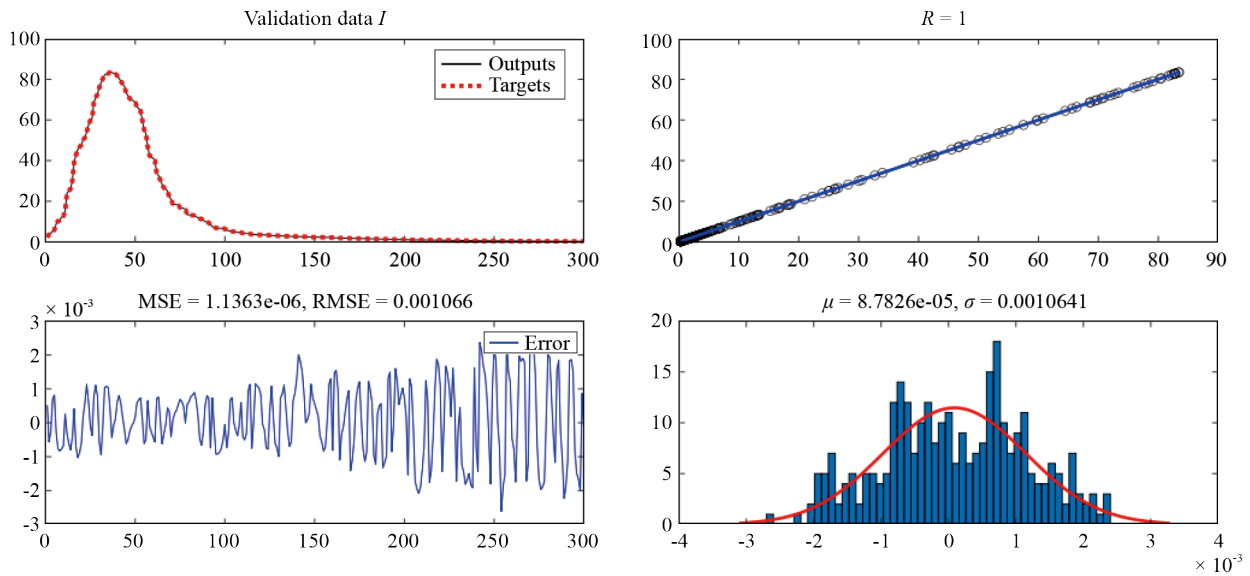 Validation data I
100
80
60
40
20
0
Outputs
Targets
0 50 100 150 200 250 300
R = 1
100
80
60
40
50
0
0 10 20 30 40 50 60 70 80 90
MSE = 1.1363e-06, RMSE = 0.001066
× 10-3
3
2
1
0
-1
-2
-3
Error
0 50 100 150 200 250 300
μ = 8.7826e-05, σ = 0.0010641
20
15
10
5
0
-4 -3 -2 -1 0 1 2 3 4
× 10-3